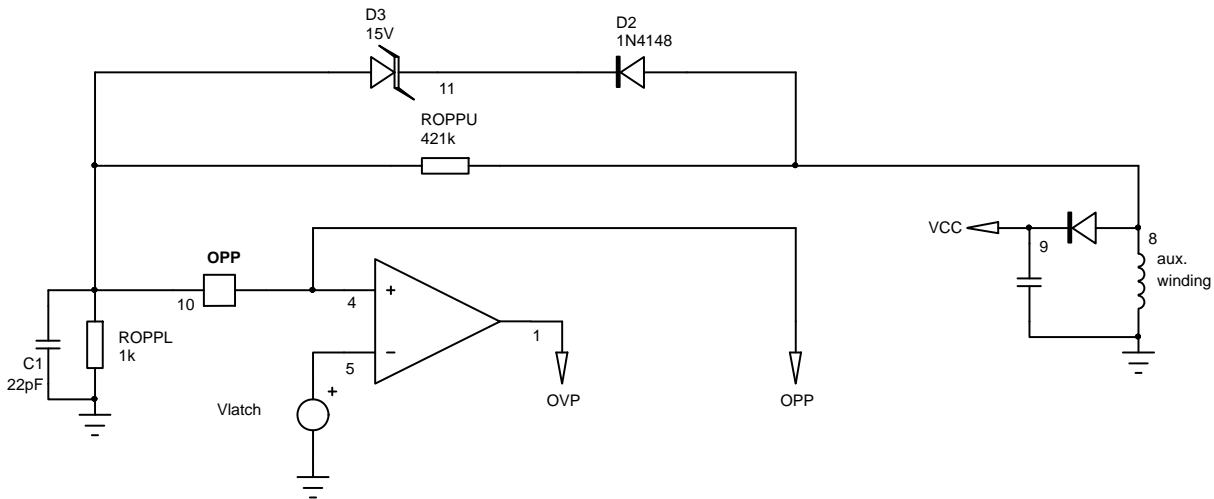 D3
15V
D2
1N4148
11
ROPPU
421k
VCC
9
8
aux.
winding
OPP
10
4
+
ROPPL
1k
C1
22pF
1
5
−
+
Vlatch
OVP
OPP